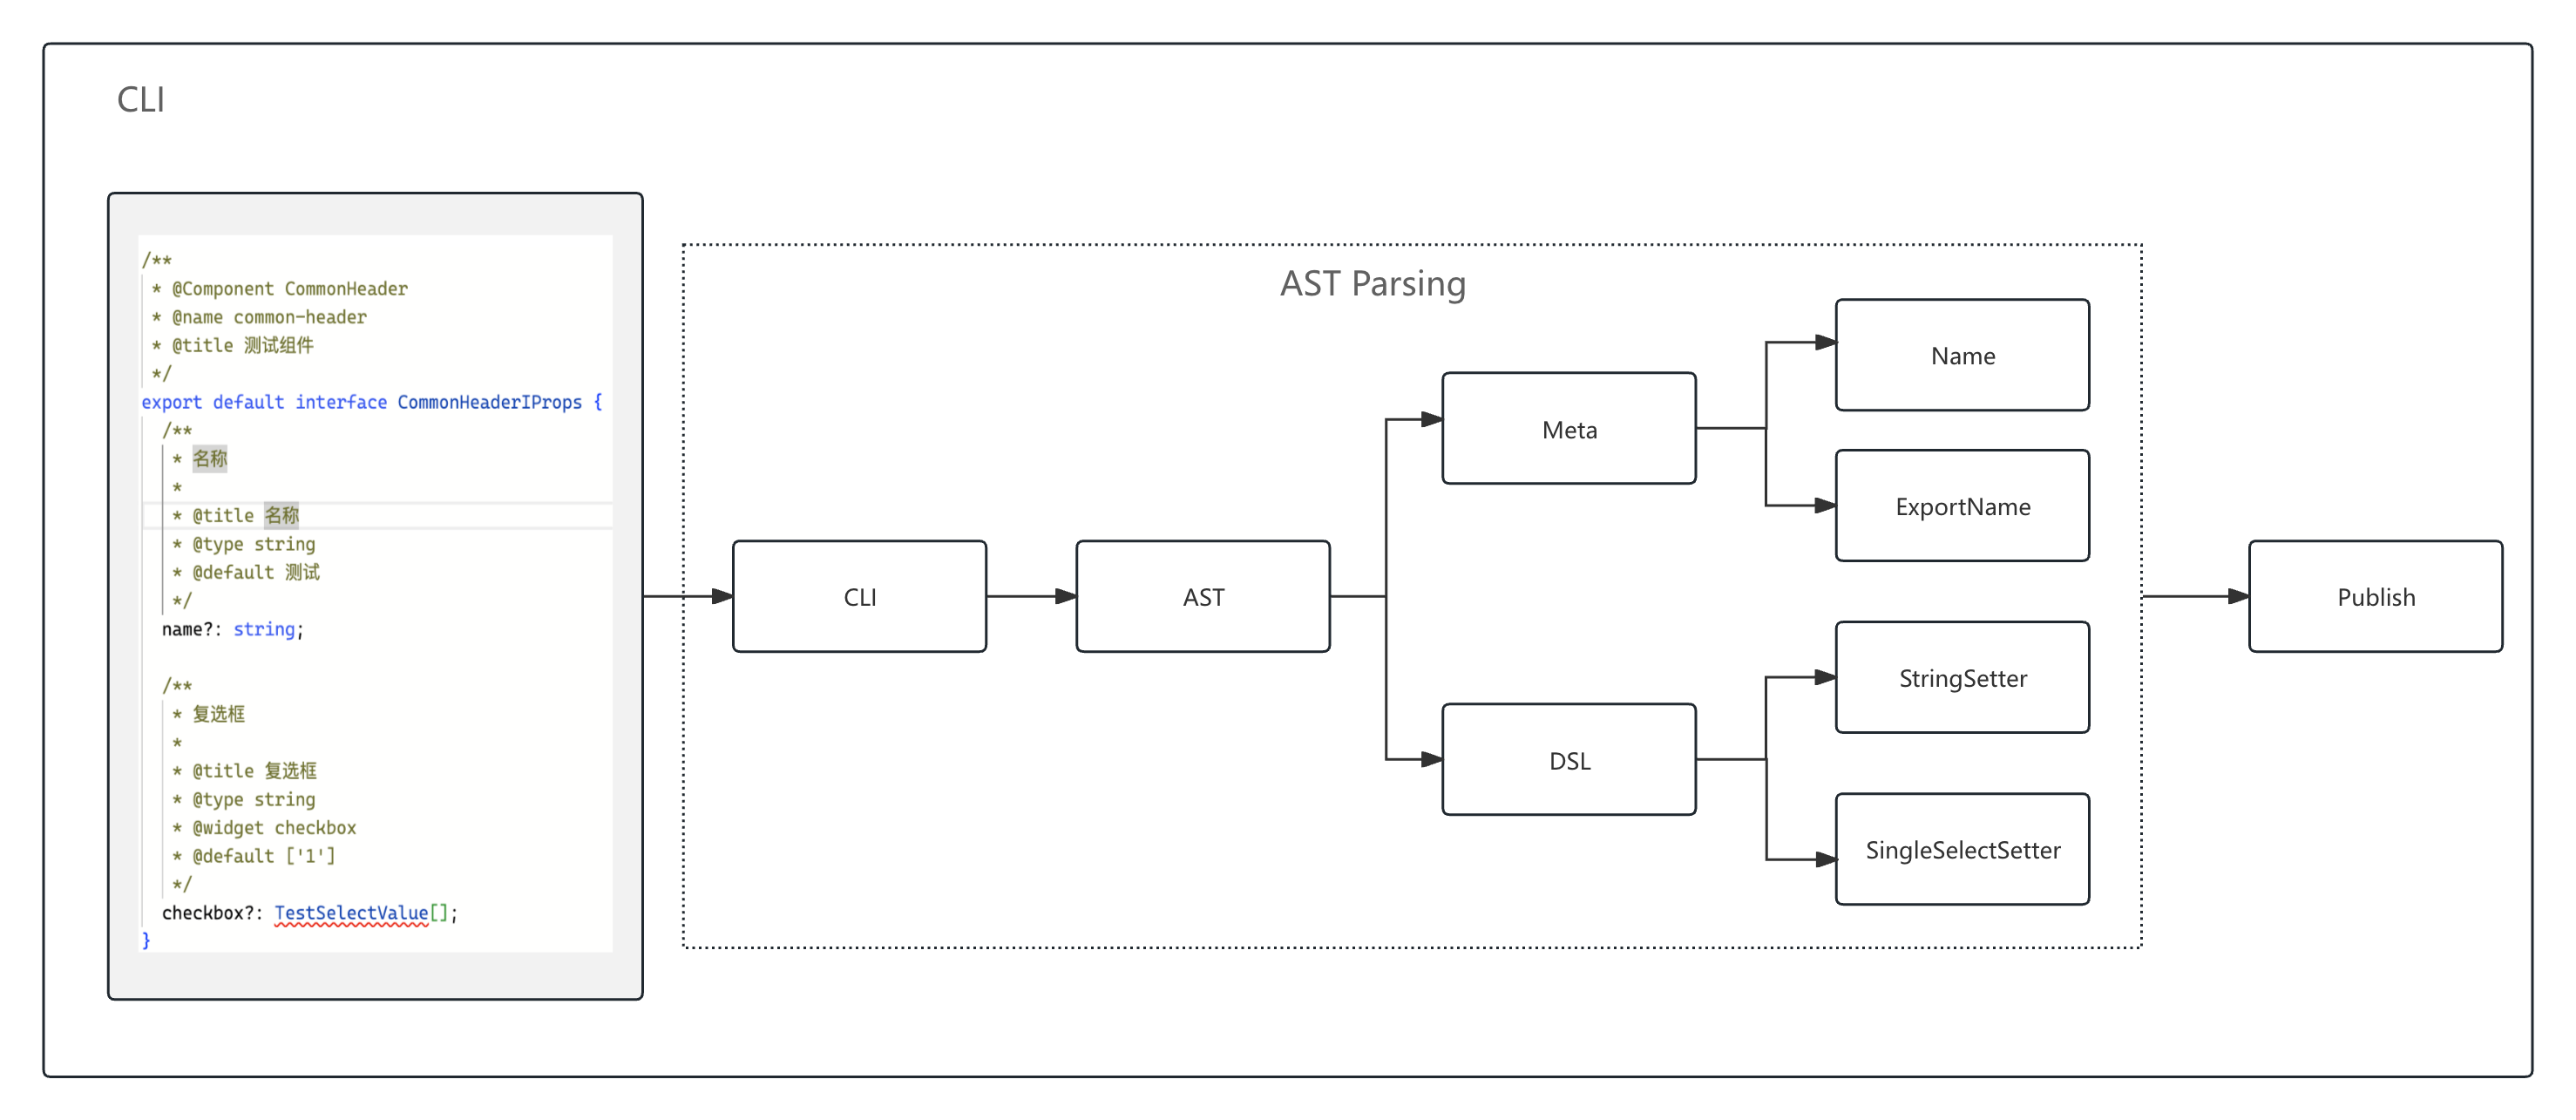 CLI
/**
 * @Component CommonHeader
 * @name common-header
 * @title 测试组件
 */
export default interface CommonHeaderIProps {
  /**
   * 名称
   *
   * @title 名称
   * @type string
   * @default 测试
   */
  name?: string;
  /**
   * 复选框
   *
   * @title 复选框
   * @type string
   * @widget checkbox
   * @default ['1']
   */
  checkbox?: TestSelectValue[];
}
AST Parsing
CLI
AST
Meta
DSL
Name
ExportName
StringSetter
SingleSelectSetter
Publish